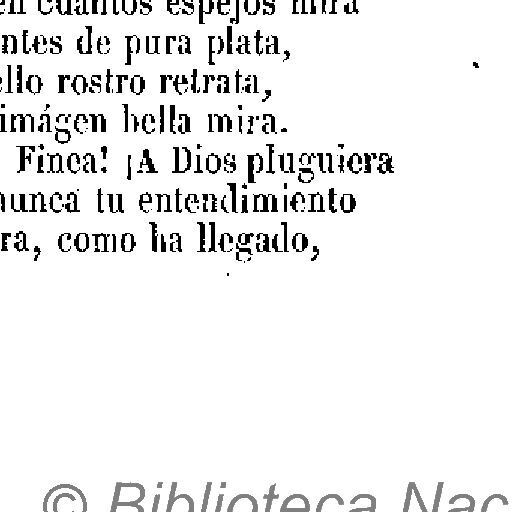 en cuantos espejos mira
ntes de pura plata,
ello rostro retrata,
imágen bella mira.
Finea! ¡A Dios pluguiera
nunca tu entendimiento
ra, como ha llegado,
© Biblioteca Nac